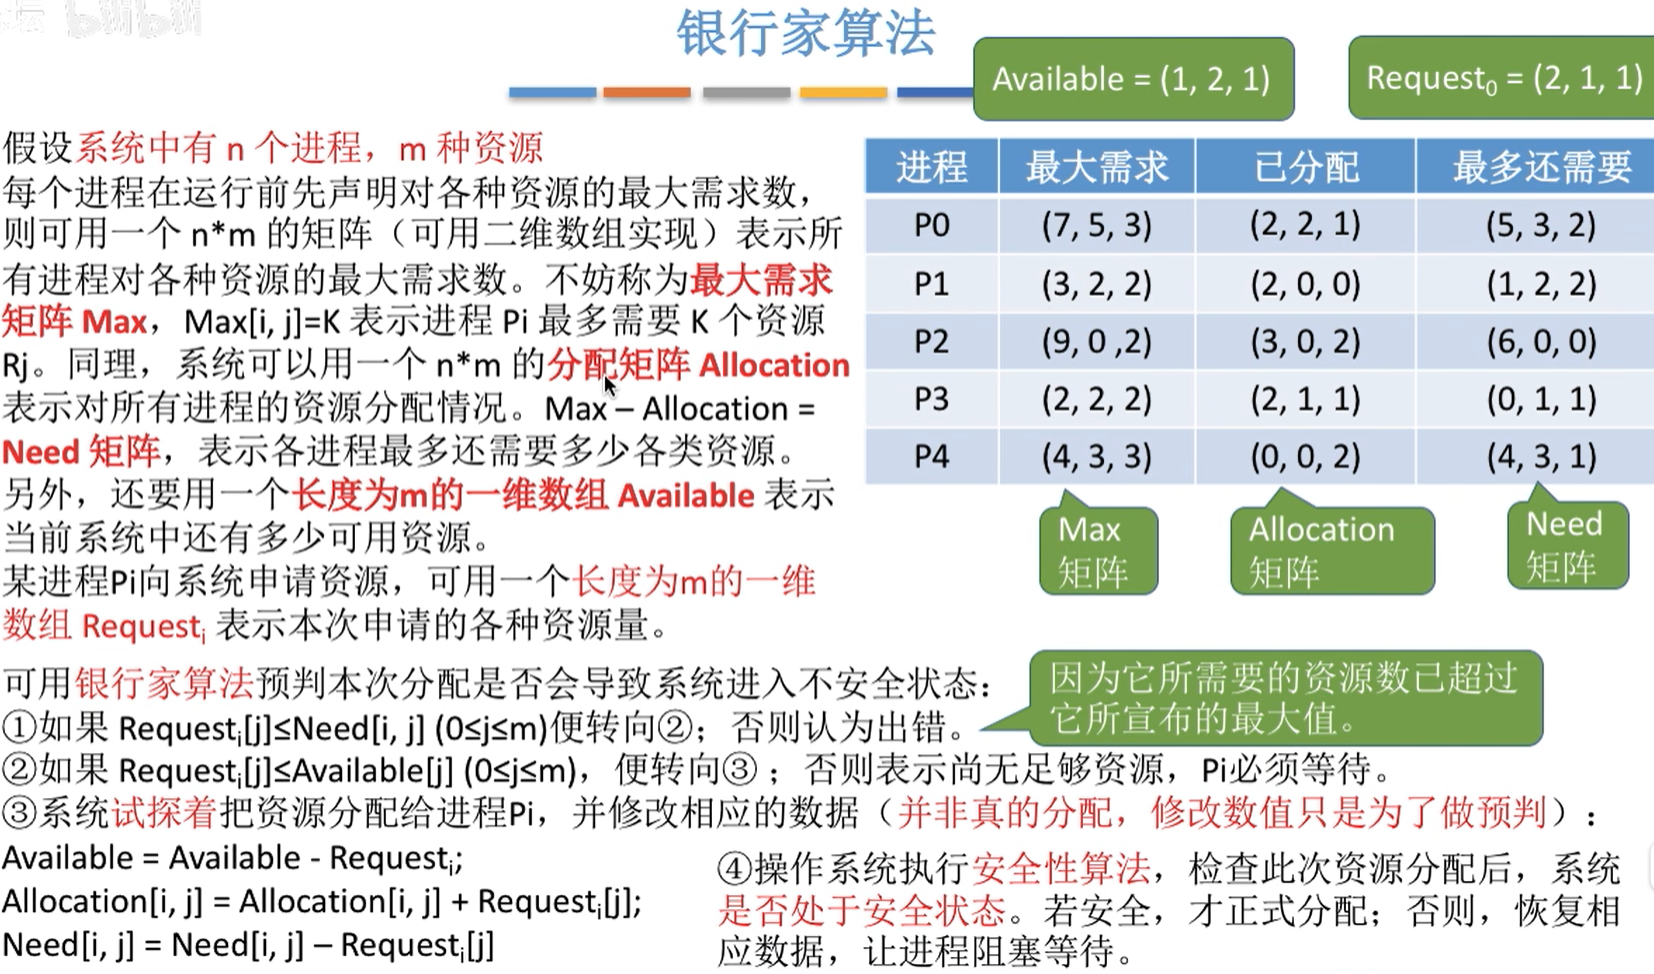 bilibili
银行家算法
Available = (1, 2, 1)
Request0 = (2, 1, 1)
假设系统中有 n 个进程，m 种资源
每个进程在运行前先声明对各种资源的最大需求数，
则可用一个 n*m 的矩阵（可用二维数组实现）表示所
有进程对各种资源的最大需求数。不妨称为最大需求
矩阵 Max，Max[i, j]=K 表示进程 Pi 最多需要 K 个资源
Rj。同理，系统可以用一个 n*m 的分配矩阵 Allocation
表示对所有进程的资源分配情况。Max – Allocation =
Need 矩阵，表示各进程最多还需要多少各类资源。
另外，还要用一个长度为m的一维数组 Available 表示
当前系统中还有多少可用资源。
某进程Pi向系统申请资源，可用一个长度为m的一维
数组 Requesti 表示本次申请的各种资源量。
进程 最大需求 已分配 最多还需要
P0 (7, 5, 3) (2, 2, 1) (5, 3, 2)
P1 (3, 2, 2) (2, 0, 0) (1, 2, 2)
P2 (9, 0 ,2) (3, 0, 2) (6, 0, 0)
P3 (2, 2, 2) (2, 1, 1) (0, 1, 1)
P4 (4, 3, 3) (0, 0, 2) (4, 3, 1)
Max
矩阵
Allocation
矩阵
Need
矩阵
可用银行家算法预判本次分配是否会导致系统进入不安全状态：
①如果 Requesti[j]≤Need[i, j] (0≤j≤m)便转向②；否则认为出错。
因为它所需要的资源数已超过
它所宣布的最大值。
②如果 Requesti[j]≤Available[j] (0≤j≤m)，便转向③ ；否则表示尚无足够资源，Pi必须等待。
③系统试探着把资源分配给进程Pi，并修改相应的数据（并非真的分配，修改数值只是为了做预判）：
Available = Available - Requesti;
Allocation[i, j] = Allocation[i, j] + Requesti[j];
Need[i, j] = Need[i, j] – Requesti[j]
④操作系统执行安全性算法，检查此次资源分配后，系统
是否处于安全状态。若安全，才正式分配；否则，恢复相
应数据，让进程阻塞等待。